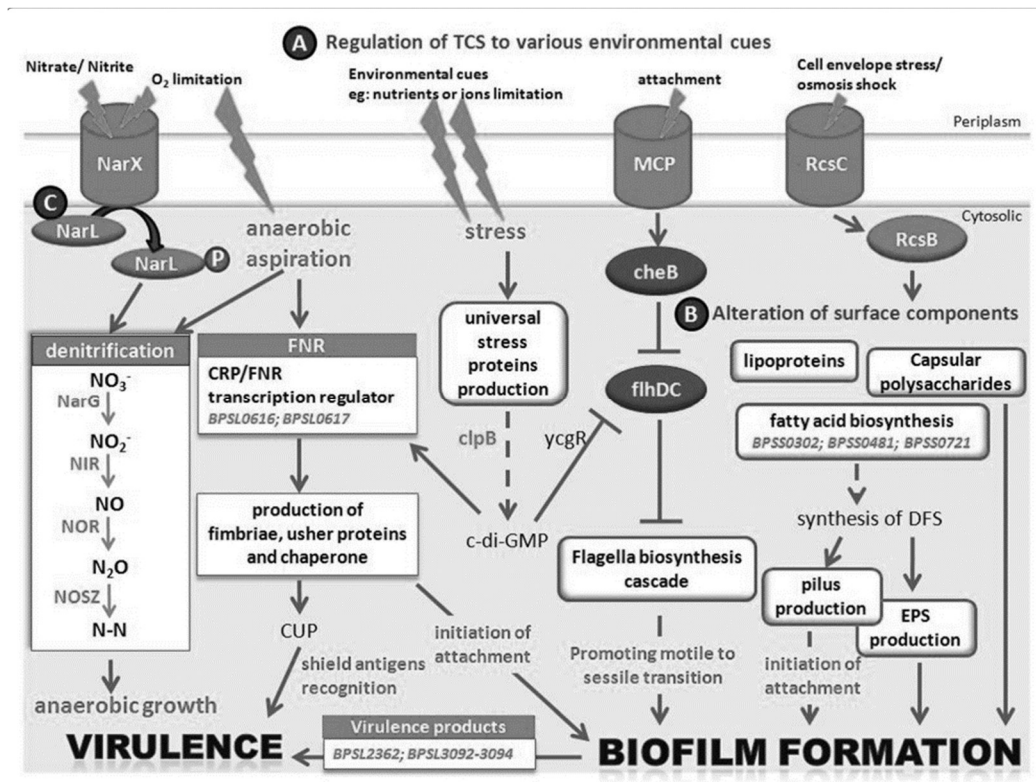 A Regulation of TCS to various environmental cues
Nitrate/ Nitrite
O2 limitation
Environmental cues
eg: nutrients or ions limitation
attachment
Cell envelope stress/
osmosis shock
Periplasm
NarX
MCP
RcsC
Cytosolic
C
NarL
NarL
P
anaerobic
aspiration
stress
cheB
RcsB
B Alteration of surface components
denitrification
NO3-
NarG
NO2-
NIR
NO
NOR
N2O
NOSZ
N-N
anaerobic growth
FNR
CRP/FNR
transcription regulator
BPSL0616; BPSL0617
production of
fimbriae, usher proteins
and chaperone
CUP
shield antigens
recognition
initiation of
attachment
universal
stress
proteins
production
clpB
ycgR
c-di-GMP
flhDC
Flagella biosynthesis
cascade
Promoting motile to
sessile transition
lipoproteins
Capsular
polysaccharides
fatty acid biosynthesis
BPSS0302; BPSS0481; BPSS0721
synthesis of DFS
pilus
production
EPS
production
initiation of
attachment
VIRULENCE
Virulence products
BPSL2362; BPSL3092-3094
BIOFILM FORMATION